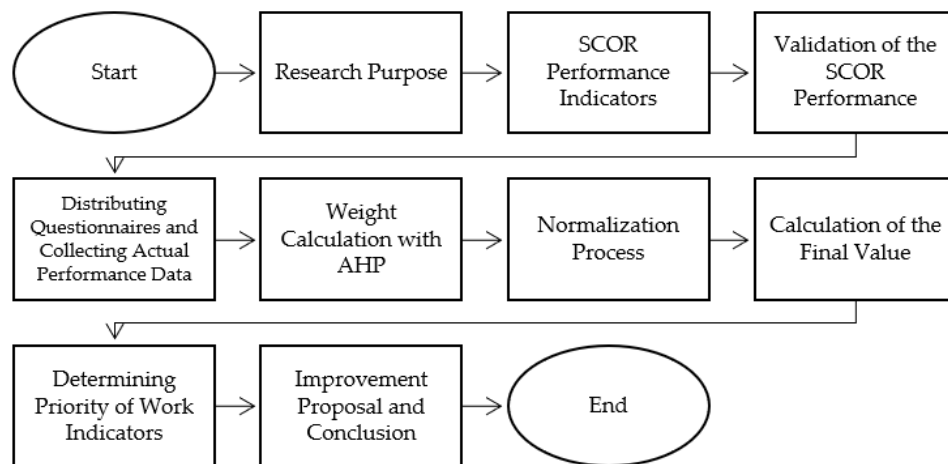 Start
Research Purpose
SCOR
Performance
Indicators
Validation of the
SCOR
Performance
Distributing
Questionnaires and
Collecting Actual
Performance Data
Weight
Calculation with
AHP
Normalization
Process
Calculation of the
Final Value
Determining
Priority of Work
Indicators
Improvement
Proposal and
Conclusion
End